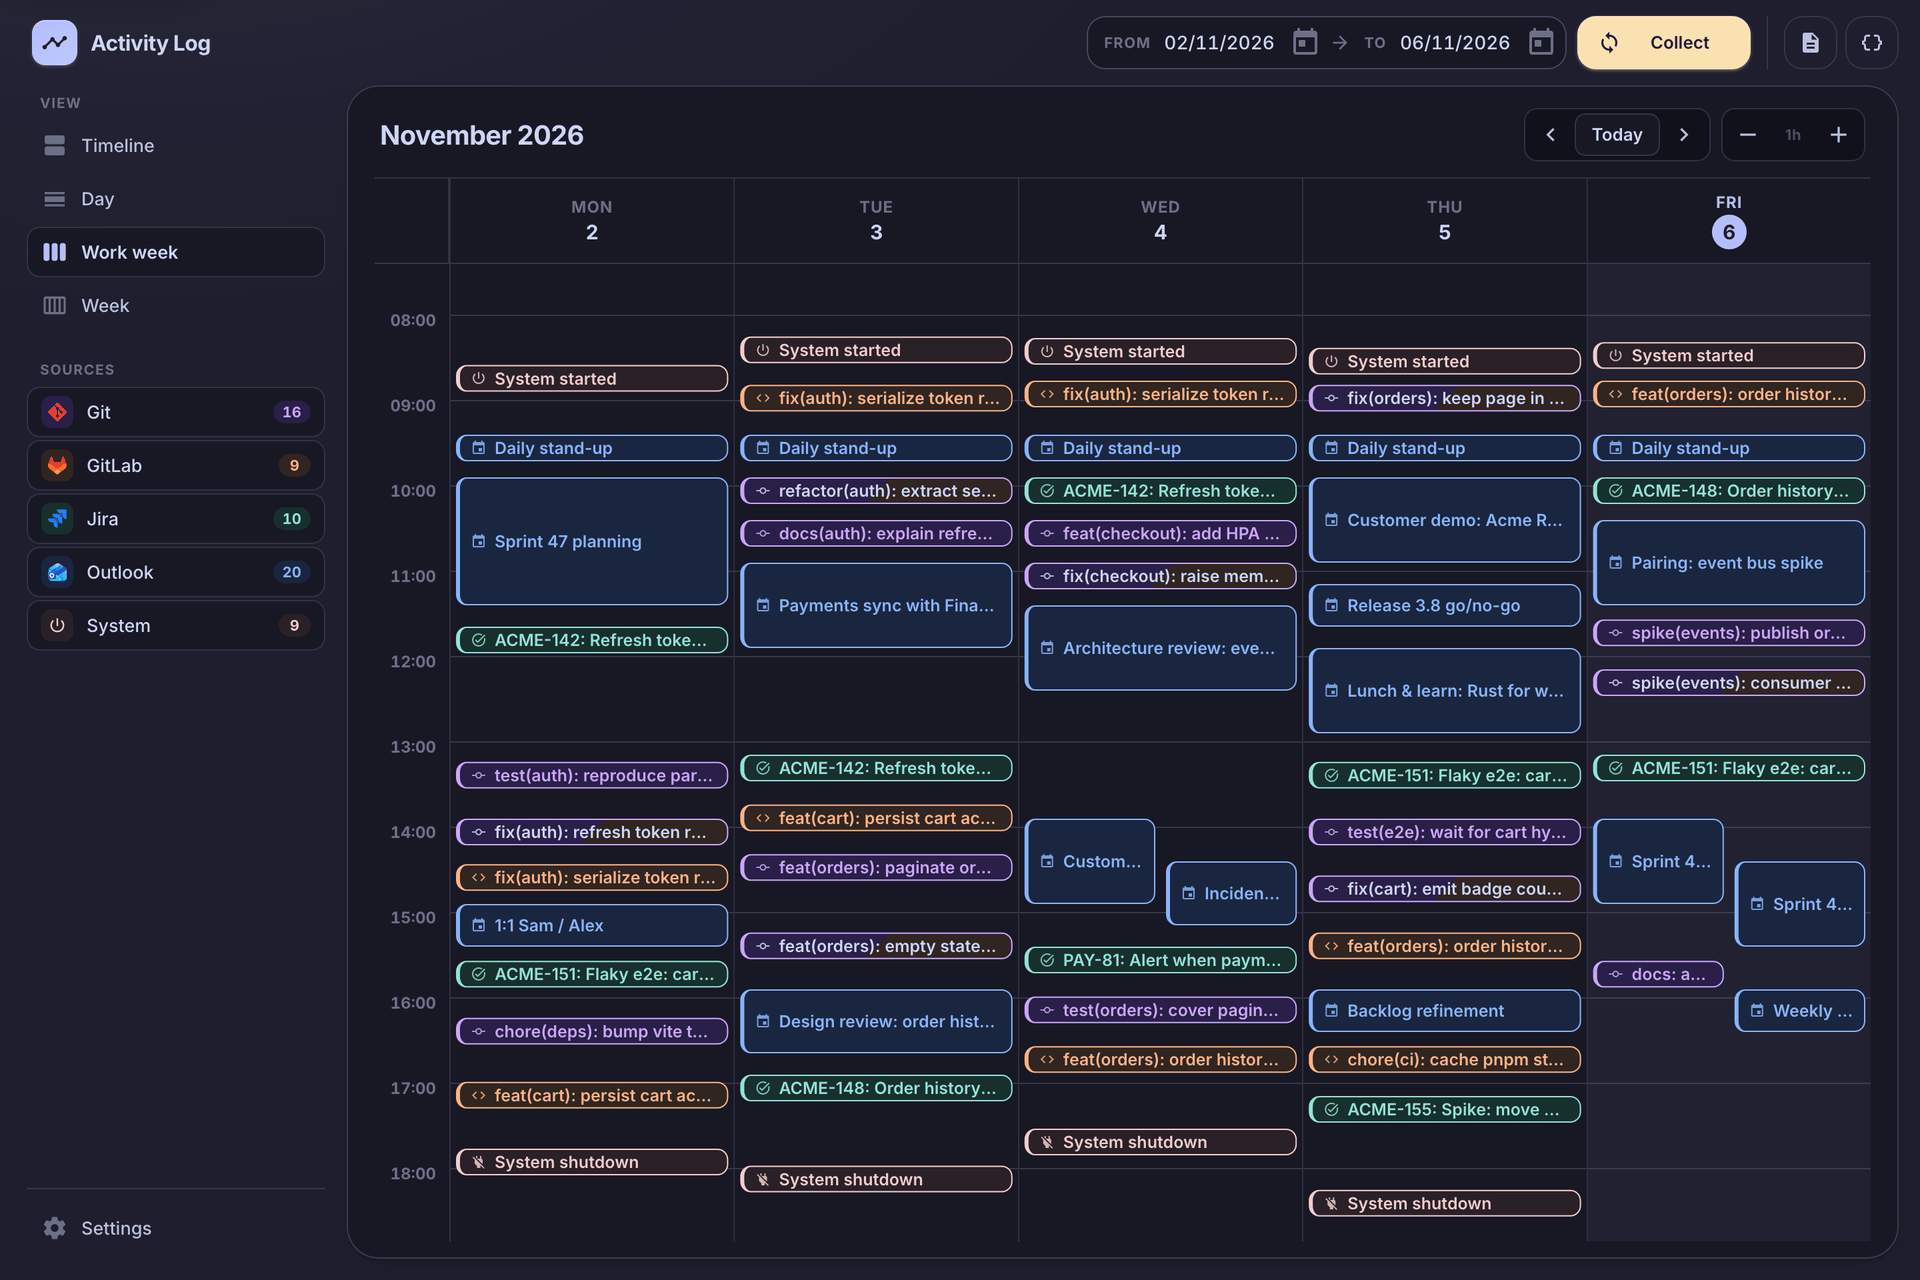 Activity Log
FROM 02/11/2026 → TO 06/11/2026
Collect
VIEW
Timeline
Day
Work week
Week
SOURCES
Git 16
GitLab 9
Jira 10
Outlook 20
System 9
Settings
November 2026
Today
1h
MON 2
TUE 3
WED 4
THU 5
FRI 6
08:00
09:00
10:00
11:00
12:00
13:00
14:00
15:00
16:00
17:00
18:00
System started
Daily stand-up
Sprint 47 planning
ACME-142: Refresh toke...
test(auth): reproduce par...
fix(auth): refresh token r...
fix(auth): serialize token r...
1:1 Sam / Alex
ACME-151: Flaky e2e: car...
chore(deps): bump vite t...
feat(cart): persist cart ac...
System shutdown
System started
fix(auth): serialize token r...
Daily stand-up
refactor(auth): extract se...
docs(auth): explain refre...
Payments sync with Fina...
ACME-142: Refresh toke...
feat(cart): persist cart ac...
feat(orders): paginate or...
feat(orders): empty state...
Design review: order hist...
ACME-148: Order history...
System shutdown
System started
fix(auth): serialize token r...
Daily stand-up
ACME-142: Refresh toke...
feat(checkout): add HPA ...
fix(checkout): raise mem...
Architecture review: eve...
Custom...
Inciden...
PAY-81: Alert when paym...
test(orders): cover pagin...
feat(orders): order histor...
System shutdown
System started
fix(orders): keep page in ...
Daily stand-up
Customer demo: Acme R...
Release 3.8 go/no-go
Lunch & learn: Rust for w...
ACME-151: Flaky e2e: car...
test(e2e): wait for cart hy...
fix(cart): emit badge cou...
feat(orders): order histor...
Backlog refinement
chore(ci): cache pnpm st...
ACME-155: Spike: move ...
System shutdown
System started
feat(orders): order histor...
Daily stand-up
ACME-148: Order history...
Pairing: event bus spike
spike(events): publish or...
spike(events): consumer ...
ACME-151: Flaky e2e: car...
Sprint 4...
Sprint 4...
docs: a...
Weekly ...